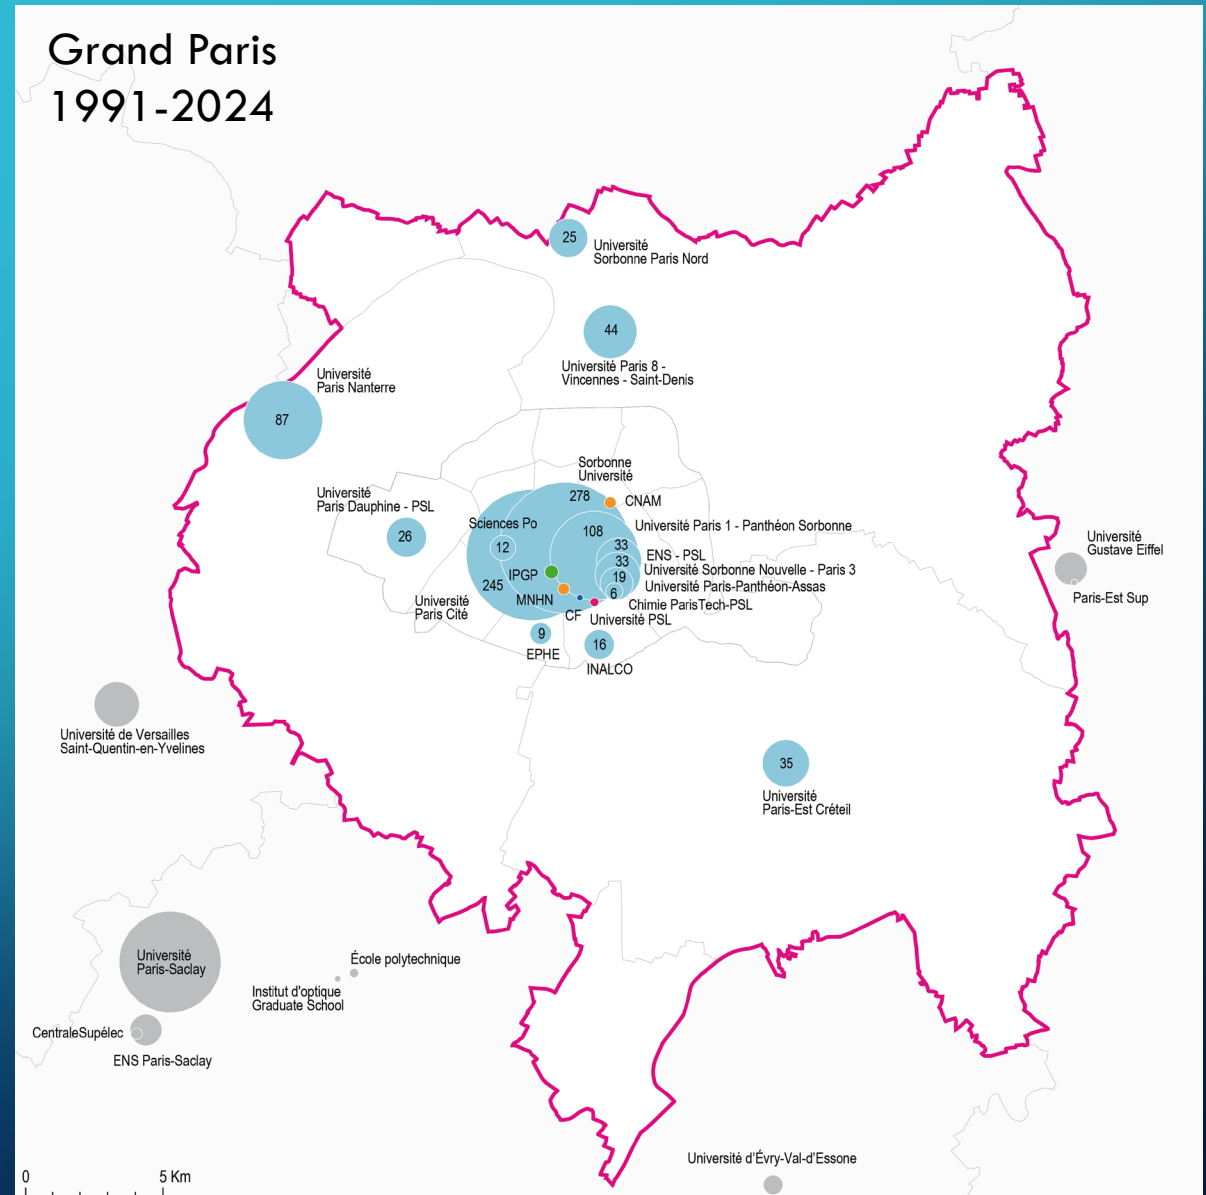 Grand Paris
1991-2024
25
Université
Sorbonne Paris Nord
44
Université Paris 8 -
Vincennes - Saint-Denis
Université
Paris Nanterre
87
Sorbonne
Université
278
CNAM
Université
Paris Dauphine - PSL
26
Sciences Po
12
108
Université Paris 1 - Panthéon Sorbonne
33
ENS - PSL
33
Université Sorbonne Nouvelle - Paris 3
19
Université Paris-Panthéon-Assas
6
Chimie ParisTech-PSL
IPGP
245
MNHN
CF
Université PSL
Université
Paris Cité
9
EPHE
16
INALCO
Université
Gustave Eiffel
Paris-Est Sup
Université de Versailles
Saint-Quentin-en-Yvelines
35
Université
Paris-Est Créteil
Université
Paris-Saclay
École polytechnique
Institut d'optique
Graduate School
CentraleSupélec
ENS Paris-Saclay
Université d'Évry-Val-d'Essone
0
5 Km